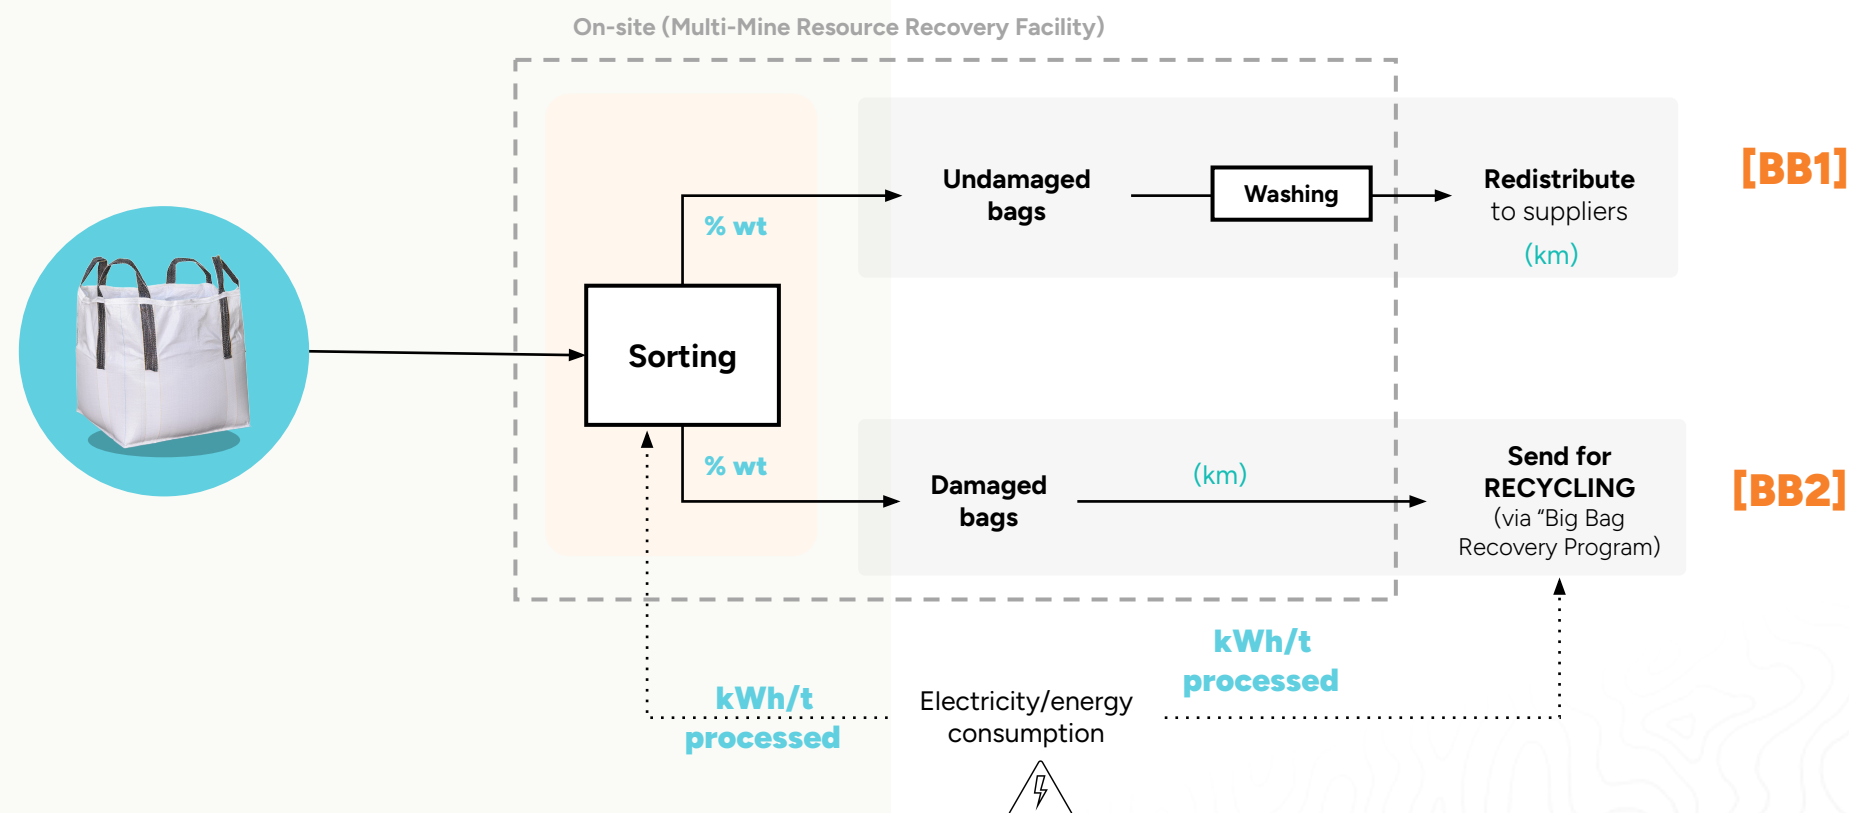 On-site (Multi-Mine Resource Recovery Facility)
Undamaged
bags
Washing
Redistribute
to suppliers
(km)
[BB1]
% wt
Sorting
% wt
Damaged
bags
(km)
Send for
RECYCLING
(via “Big Bag
Recovery Program)
[BB2]
kWh/t
processed
Electricity/energy
consumption
kWh/t
processed